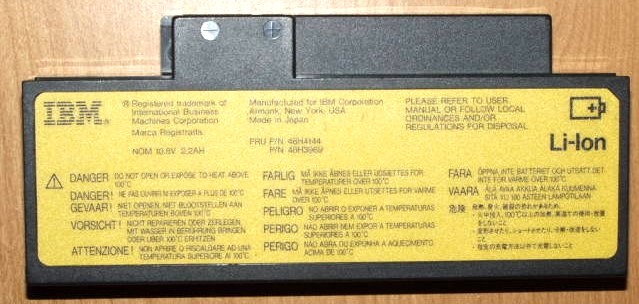 IBM
® Registered trademark of
International Business
Machines Corporation
Marca Registrada
NOM 10.8V 2.2AH
Manufactured for IBM Corporation
Armonk, New York, USA
Made in Japan
FRU P/N 46H4144
P/N 46H3969
PLEASE REFER TO USER
MANUAL OR FOLLOW LOCAL
ORDINANCES AND/OR
REGULATIONS FOR DISPOSAL
Li-Ion
DANGER DO NOT OPEN OR EXPOSE TO HEAT ABOVE
100°C
DANGER! NE PAS OUVRIR NI EXPOSER A PLUS DE 100°C
GEVAAR! NIET OPENEN, NIET BLOOTSTELLEN AAN
TEMPERATUREN BOVEN 100°C
VORSICHT! NICHT REPARIEREN ODER ZERLEGEN,
MIT WASSER IN BERUHRUNG BRINGEN
ODER UBER 100°C ERHITZEN
ATTENZIONE! NON APRIRE O RISCALDARE AD UNA
TEMPERATURA SUPERIORE AI 100°C
FARLIG MÅ IKKE ÅBNES ELLER UDSÆTTES FOR
TEMPERATURER OVER 100°C
FARE MÅ IKKE ÅPNES ELLER UTSETTES FOR VARME
OVER 100°C
PELIGRO NO ABRIR O EXPONER A TEMPERATURAS
SUPERIORES A 100°C
PERIGO NÃO ABRIR NEM EXPOR A TEMPERATURAS
SUPERIORES A 100°C
PERIGO NÃO ABRA OU EXPONHA A AQUECIMENTO
ACIMA DE 100°C
FARA ÖPPNA INTE BATTERIET OCH UTSÄTT DET
INTE FOR VARME OVER 100°C
VAARA ÄLÄ AVAA AKKUA ALAKÄ KUUMENNA
SITÄ YLI 100 ASTEEN LÄMPÖTILAAN
危険